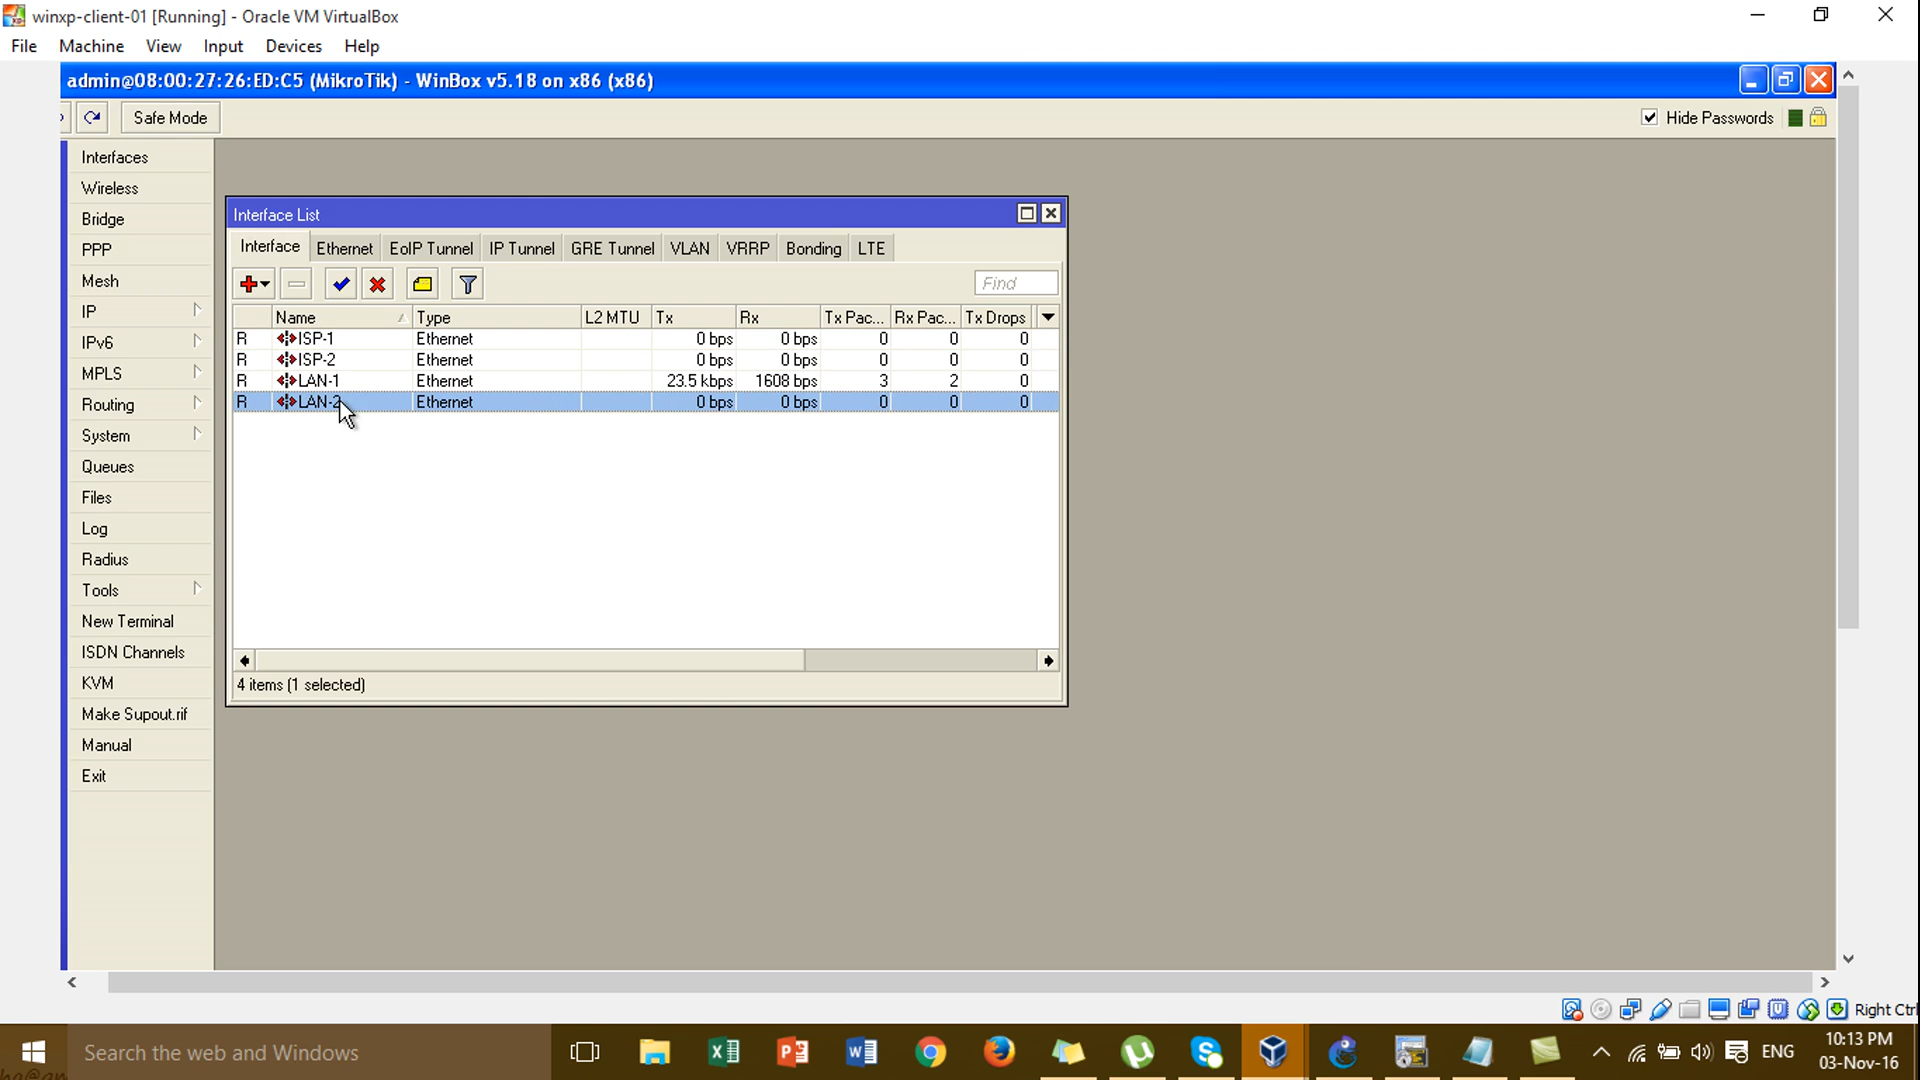 winxp-client-01 [Running] - Oracle VM VirtualBox
File Machine View Input Devices Help
admin@08:00:27:26:ED:C5 (MikroTik) - WinBox v5.18 on x86 (x86)
Safe Mode
Hide Passwords
Interfaces
Wireless
Bridge
PPP
Mesh
IP
IPv6
MPLS
Routing
System
Queues
Files
Log
Radius
Tools
New Terminal
ISDN Channels
KVM
Make Supout.rif
Manual
Exit
Interface List
Interface Ethernet EoIP Tunnel IP Tunnel GRE Tunnel VLAN VRRP Bonding LTE
Find
Name Type L2 MTU Tx Rx Tx Pac... Rx Pac... Tx Drops
R ISP-1 Ethernet 0 bps 0 bps 0 0 0
R ISP-2 Ethernet 0 bps 0 bps 0 0 0
R LAN-1 Ethernet 23.5 kbps 1608 bps 3 2 0
R LAN-2 Ethernet 0 bps 0 bps 0 0 0
4 items (1 selected)
Right Ctrl
Search the web and Windows
ENG
10:13 PM
03-Nov-16